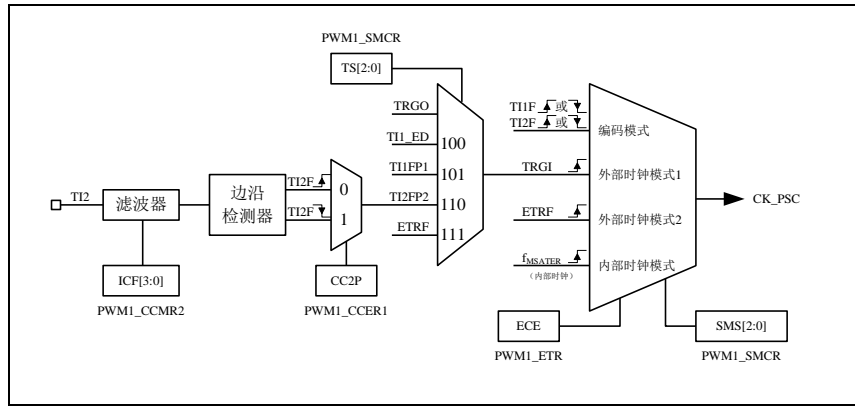 PWM1_SMCR
TS[2:0]
TRGO
TI1_ED
100
TI1FP1
101
TI2FP2
110
ETRF
111
TI2
滤波器
边沿
检测器
TI2F
0
TI2F
1
ICF[3:0]
PWM1_CCMR2
CC2P
PWM1_CCER1
TI1F 或
TI2F 或
编码模式
TRGI
外部时钟模式1
ETRF
外部时钟模式2
fMSATER
(内部时钟)
内部时钟模式
CK_PSC
ECE
PWM1_ETR
SMS[2:0]
PWM1_SMCR